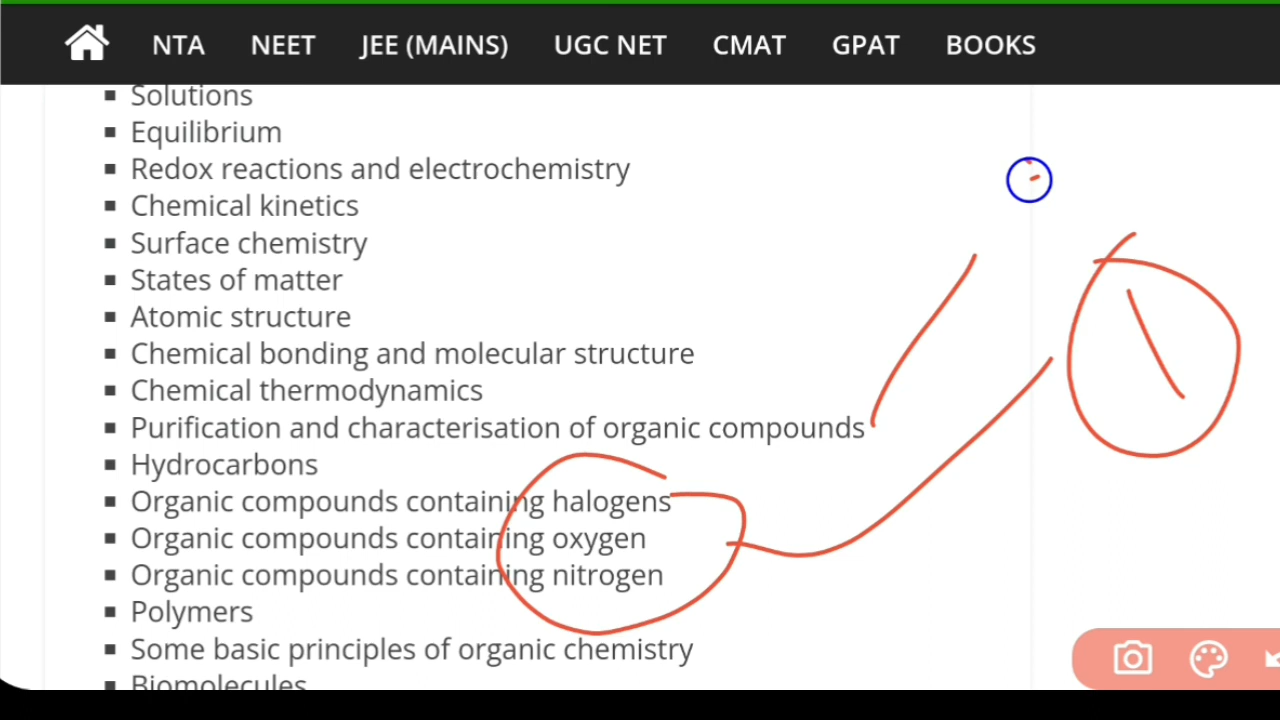 NTA NEET JEE (MAINS) UGC NET CMAT GPAT BOOKS
Solutions
Equilibrium
Redox reactions and electrochemistry
Chemical kinetics
Surface chemistry
States of matter
Atomic structure
Chemical bonding and molecular structure
Chemical thermodynamics
Purification and characterisation of organic compounds
Hydrocarbons
Organic compounds containing halogens
Organic compounds containing oxygen
Organic compounds containing nitrogen
Polymers
Some basic principles of organic chemistry
Biomolecules